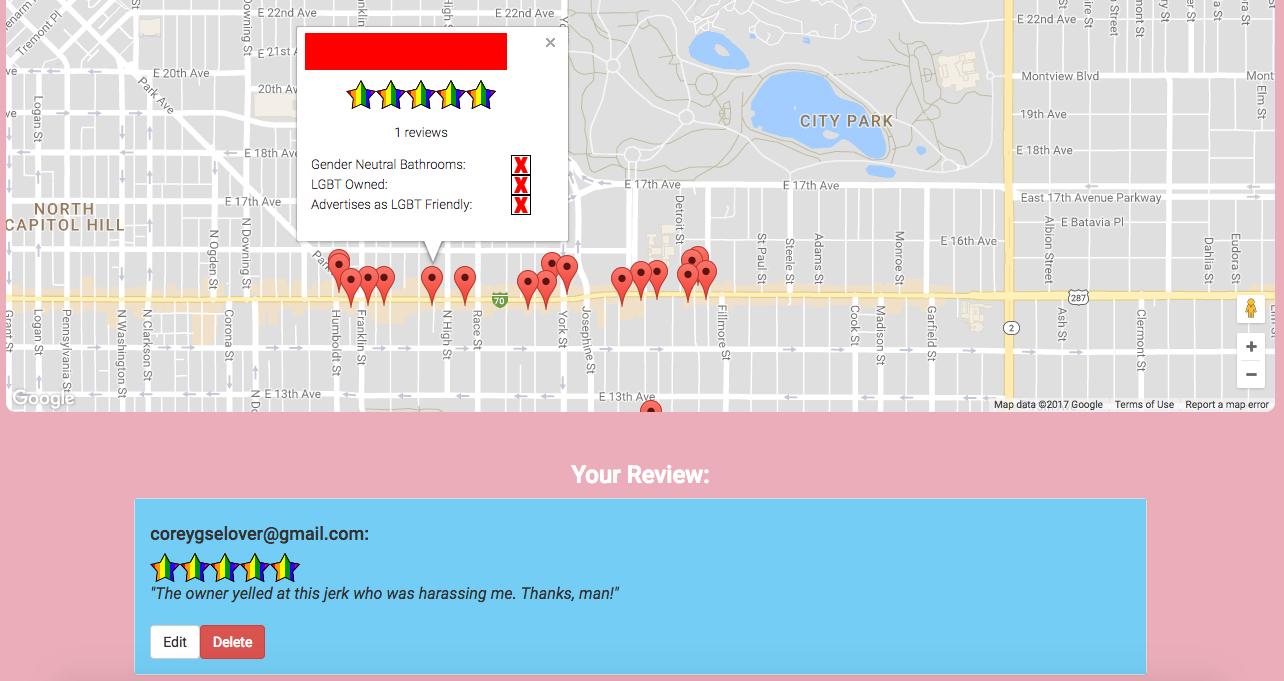 E 22nd Ave
E 22nd Ave
E 22nd Ave
Tremont Pl
Downing St
E 21st A
×
E 20th Ave
20th Av
Park Ave
Logan St
1 reviews
Gender Neutral Bathrooms: X
LGBT Owned: X
Advertises as LGBT Friendly: X
E 18th Av
E 17th Ave
NORTH
CAPITOL HILL
CITY PARK
Montview Blvd
Mont
Elm St
19th Ave
E 18th Ave
E 17th Ave
E 17th Ave
East 17th Avenue Parkway
E Batavia Pl
E 16th Ave
Detroit St
St Paul St
Steele St
Adams St
Monroe St
Albion Street
Dahlia St
Eudora St
N Ogden St
N Downing St
70
287
2
Grant St
Logan St
Pennsylvania St
N Washington St
N Clarkson St
Corona St
Humboldt St
Franklin St
N High St
Race St
York St
Josephine St
Fillmore St
Cook St
Madison St
Garfield St
Ash St
Clermont St
E 13th Ave
E 13th Ave
+
−
Google
Map data ©2017 Google Terms of Use Report a map error
Your Review:
coreygselover@gmail.com:
"The owner yelled at this jerk who was harassing me. Thanks, man!"
Edit Delete